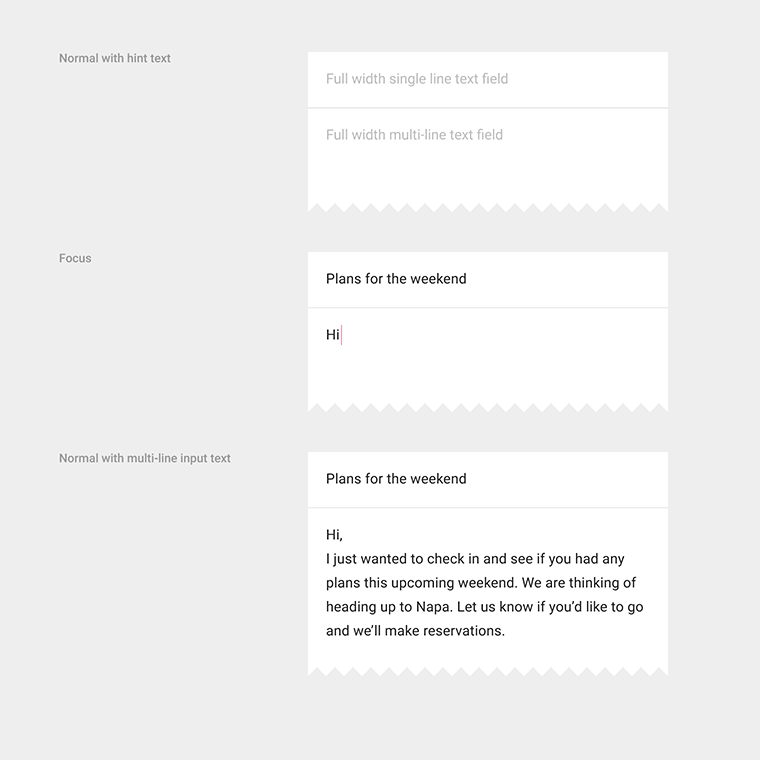 Normal with hint text
Full width single line text field
Full width multi-line text field
Focus
Plans for the weekend
Hi
Normal with multi-line input text
Plans for the weekend
Hi,
I just wanted to check in and see if you had any
plans this upcoming weekend. We are thinking of
heading up to Napa. Let us know if you’d like to go
and we’ll make reservations.